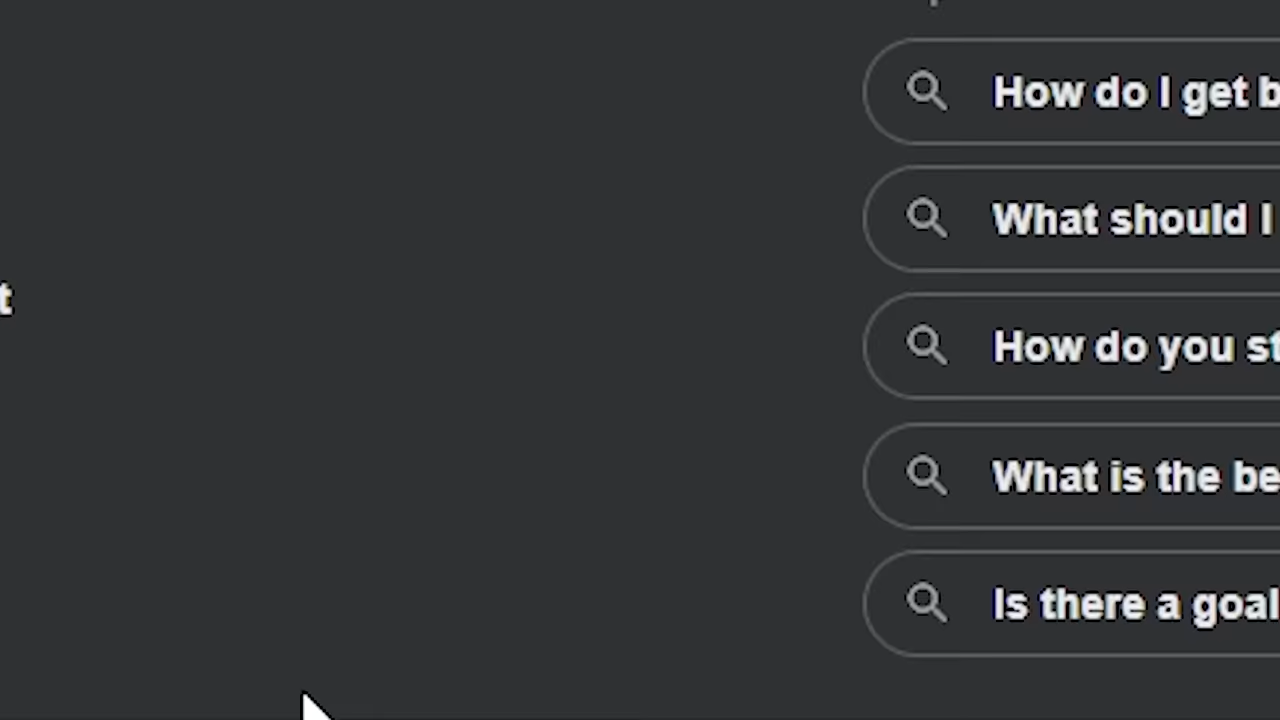 How do I get
What should I
t
How do you
What is the
Is there a goal